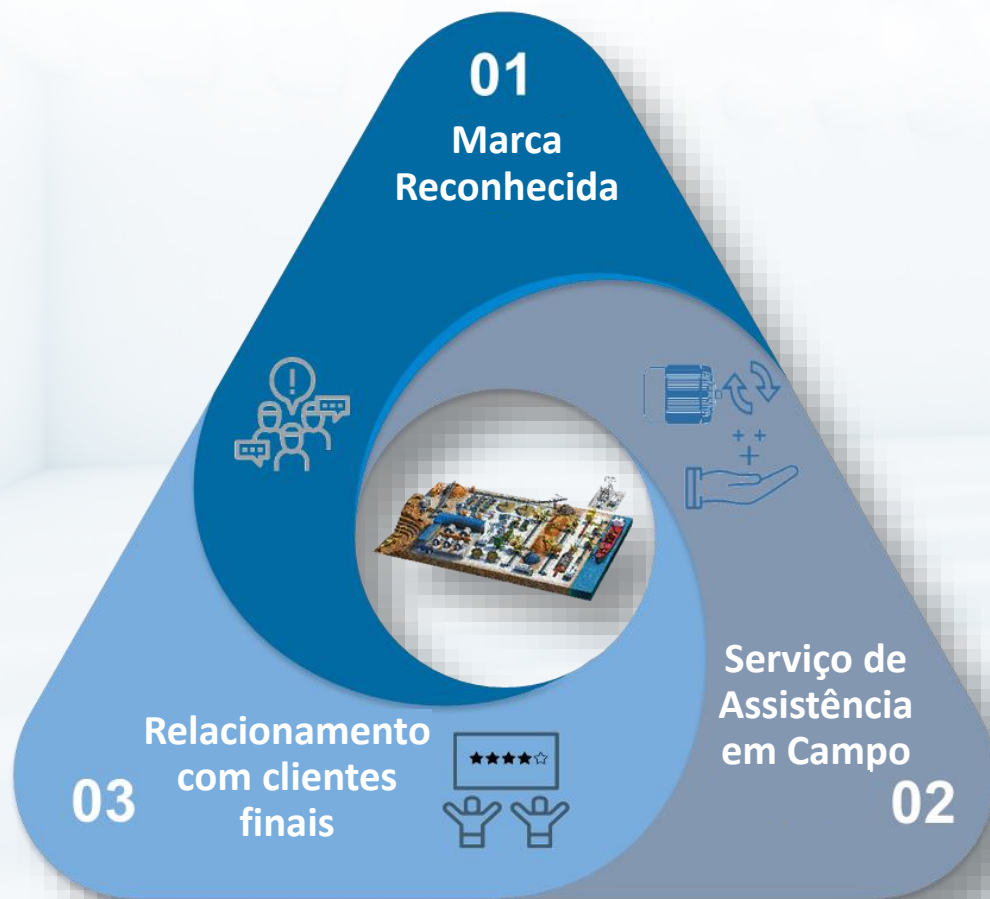 01
Marca
Reconhecida
Serviço de
Assistência
em Campo
02
Relacionamento
com clientes
finais
03